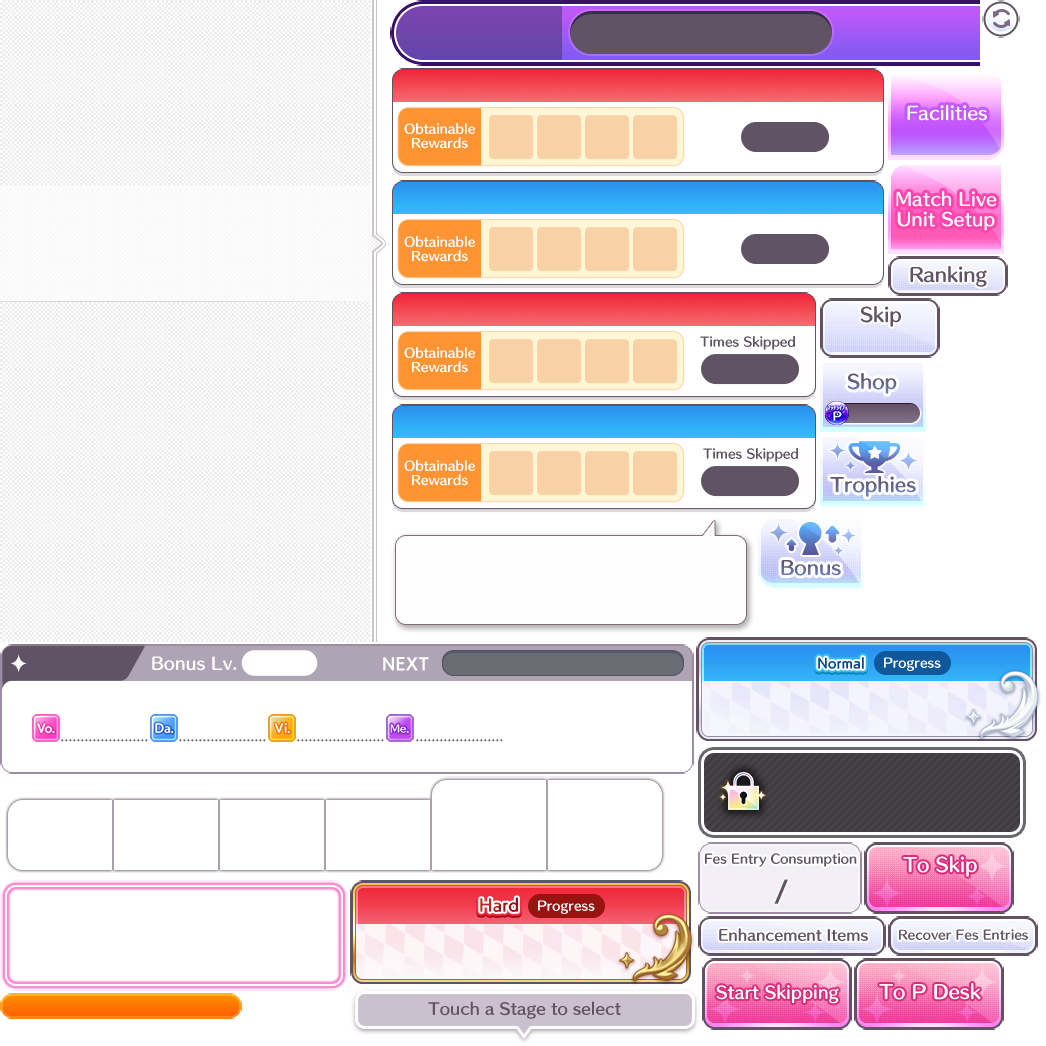 Obtainable
Rewards
Facilities
Match Live
Unit Setup
Obtainable
Rewards
Ranking
Obtainable
Rewards
Times Skipped
Skip
Shop
P
Obtainable
Rewards
Times Skipped
Trophies
Bonus
Bonus Lv.
NEXT
Vo.
Da.
Vi.
Me.
Normal
Progress
Fes Entry Consumption
/
To Skip
Hard
Progress
Enhancement Items
Recover Fes Entries
Touch a Stage to select
Start Skipping
To P Desk